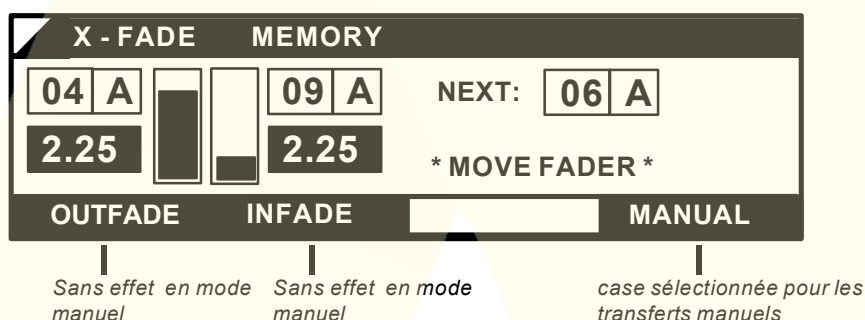 X - FADE MEMORY
04 A 09 A NEXT: 06 A
2.25 2.25 * MOVE FADER *
OUTFADE INFADE MANUAL
Sans effet en mode manuel
Sans effet en mode manuel
case sélectionnée pour les transferts manuels